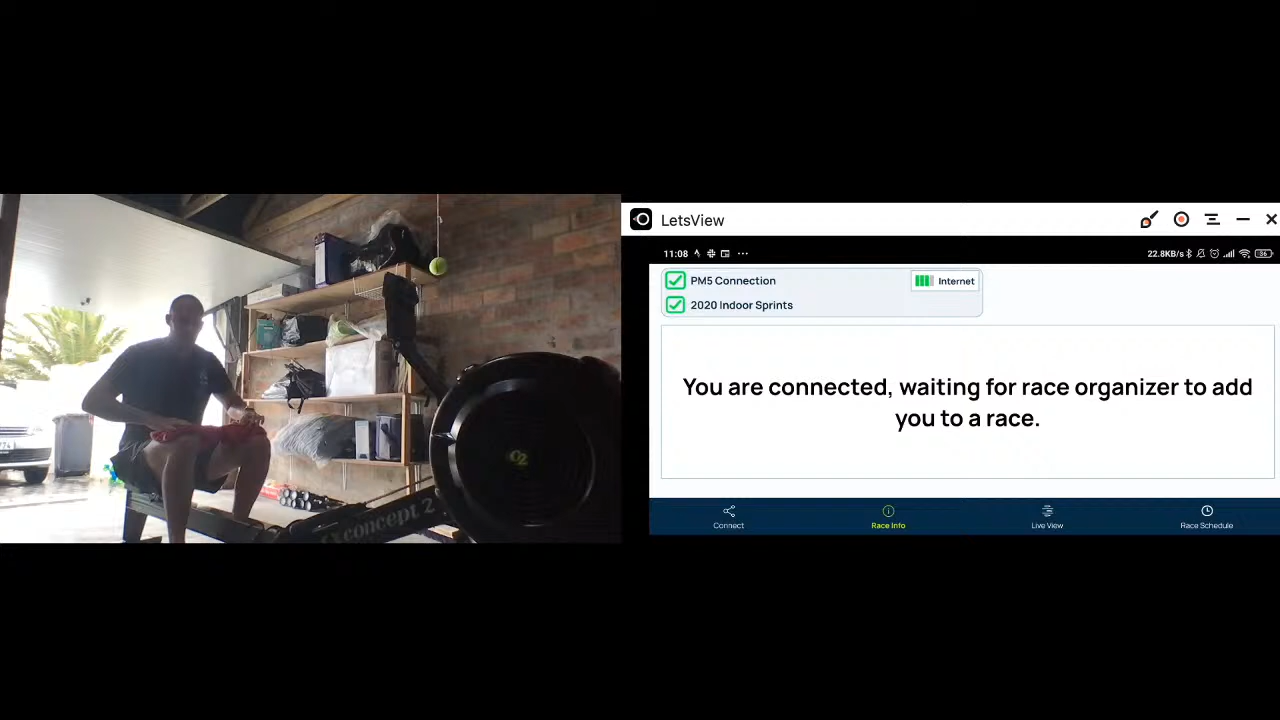 LetsView
11:08
22.8KB/s
56
PM5 Connection
Internet
2020 Indoor Sprints
You are connected, waiting for race organizer to add
you to a race.
Connect
Race Info
Live View
Race Schedule
concept 2